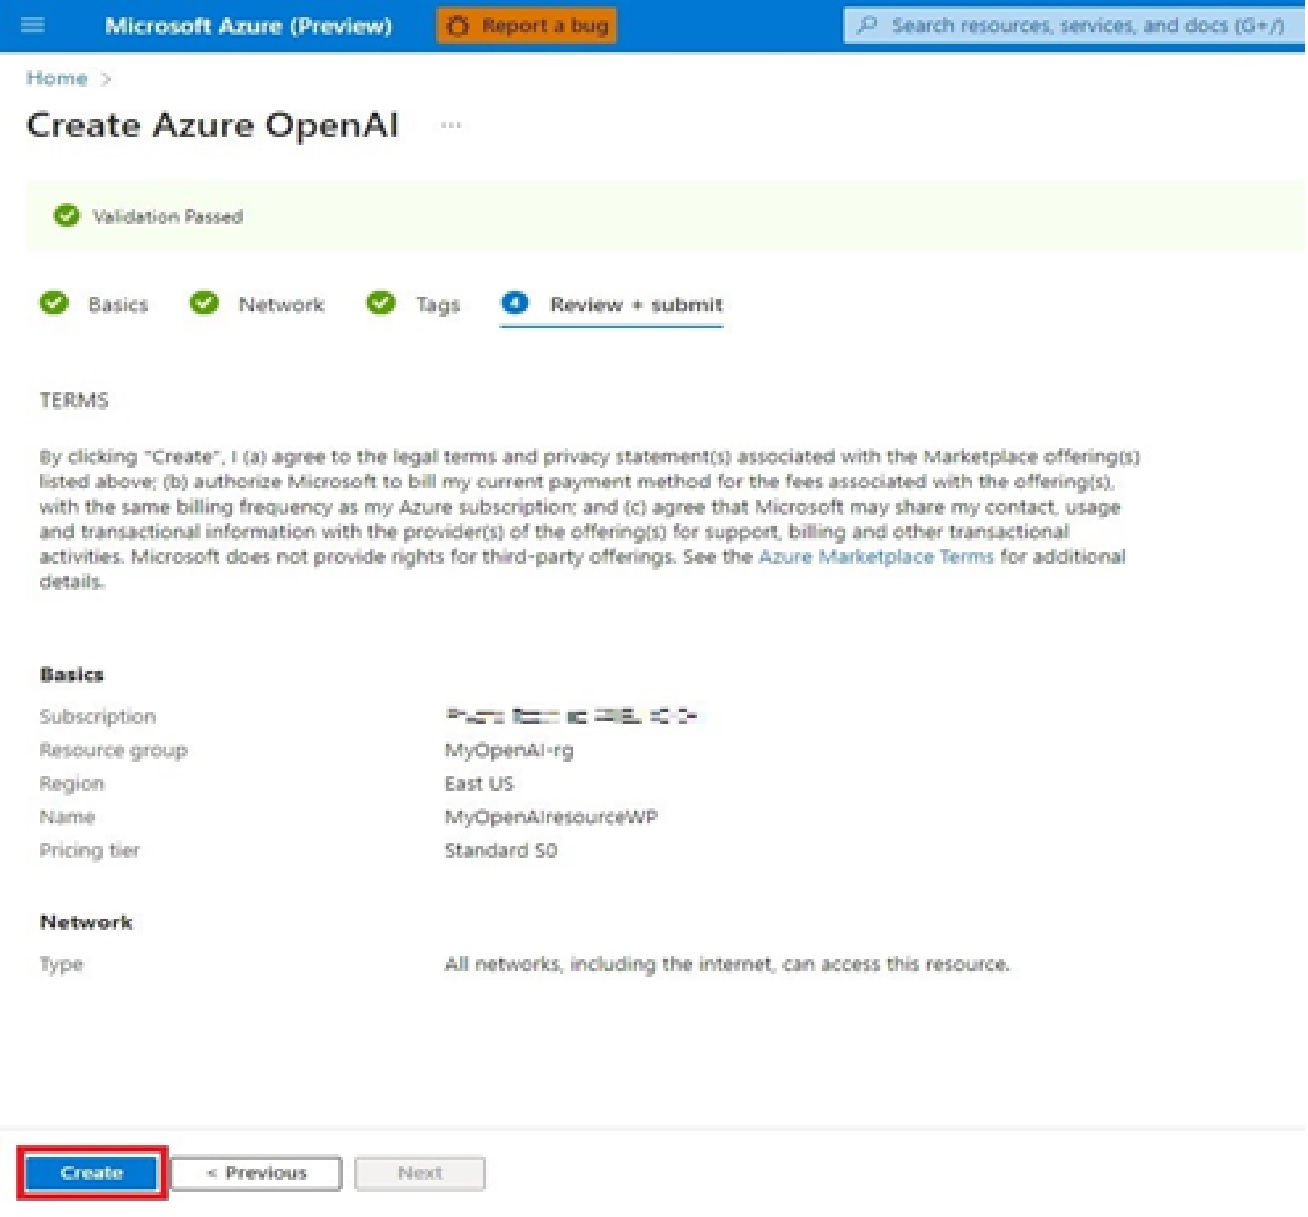 Microsoft Azure (Preview) Report a bug Search resources, services, and docs (G+/)
Home >
Create Azure OpenAI ...
Validation Passed
Basics Network Tags 4 Review + submit
TERMS
By clicking "Create", I (a) agree to the legal terms and privacy statement(s) associated with the Marketplace offering(s)
listed above; (b) authorize Microsoft to bill my current payment method for the fees associated with the offering(s),
with the same billing frequency as my Azure subscription; and (c) agree that Microsoft may share my contact, usage
and transactional information with the provider(s) of the offering(s) for support, billing and other transactional
activities. Microsoft does not provide rights for third-party offerings. See the Azure Marketplace Terms for additional
details.
Basics
Subscription
Resource group MyOpenAI-rg
Region East US
Name MyOpenAIresourceWP
Pricing tier Standard S0
Network
Type All networks, including the internet, can access this resource.
Create < Previous Next